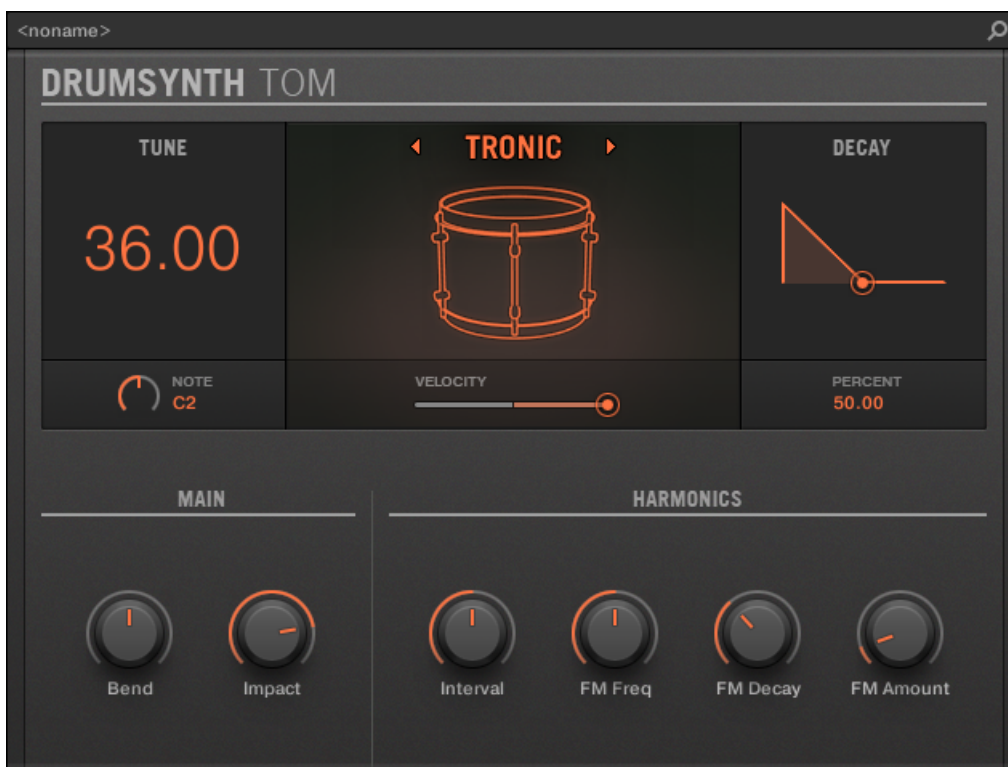 <noname>
DRUMSYNTH TOM
TUNE
TRONIC
DECAY
36.00
NOTE
C2
VELOCITY
PERCENT
50.00
MAIN
HARMONICS
Bend
Impact
Interval
FM Freq
FM Decay
FM Amount